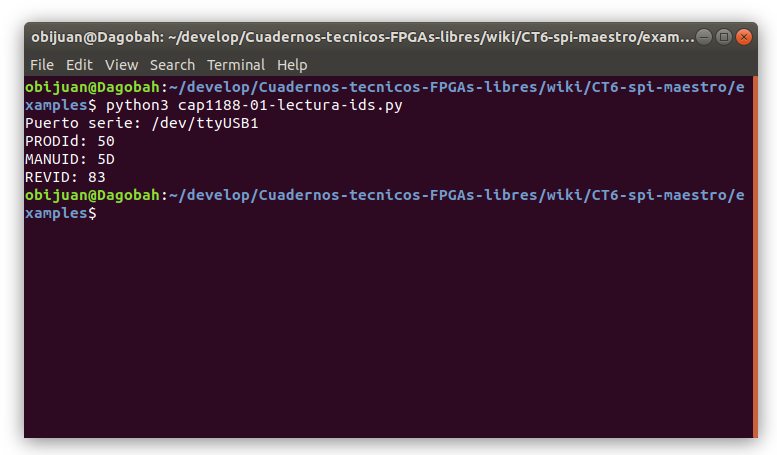 obijuan@Dagobah: ~/develop/Cuadernos-tecnicos-FPGAs-libres/wiki/CT6-spi-maestro/exam...
File Edit View Search Terminal Help
obijuan@Dagobah:~/develop/Cuadernos-tecnicos-FPGAs-libres/wiki/CT6-spi-maestro/e
xamples$ python3 cap1188-01-lectura-ids.py
Puerto serie: /dev/ttyUSB1
PRODId: 50
MANUID: 5D
REVID: 83
obijuan@Dagobah:~/develop/Cuadernos-tecnicos-FPGAs-libres/wiki/CT6-spi-maestro/e
xamples$